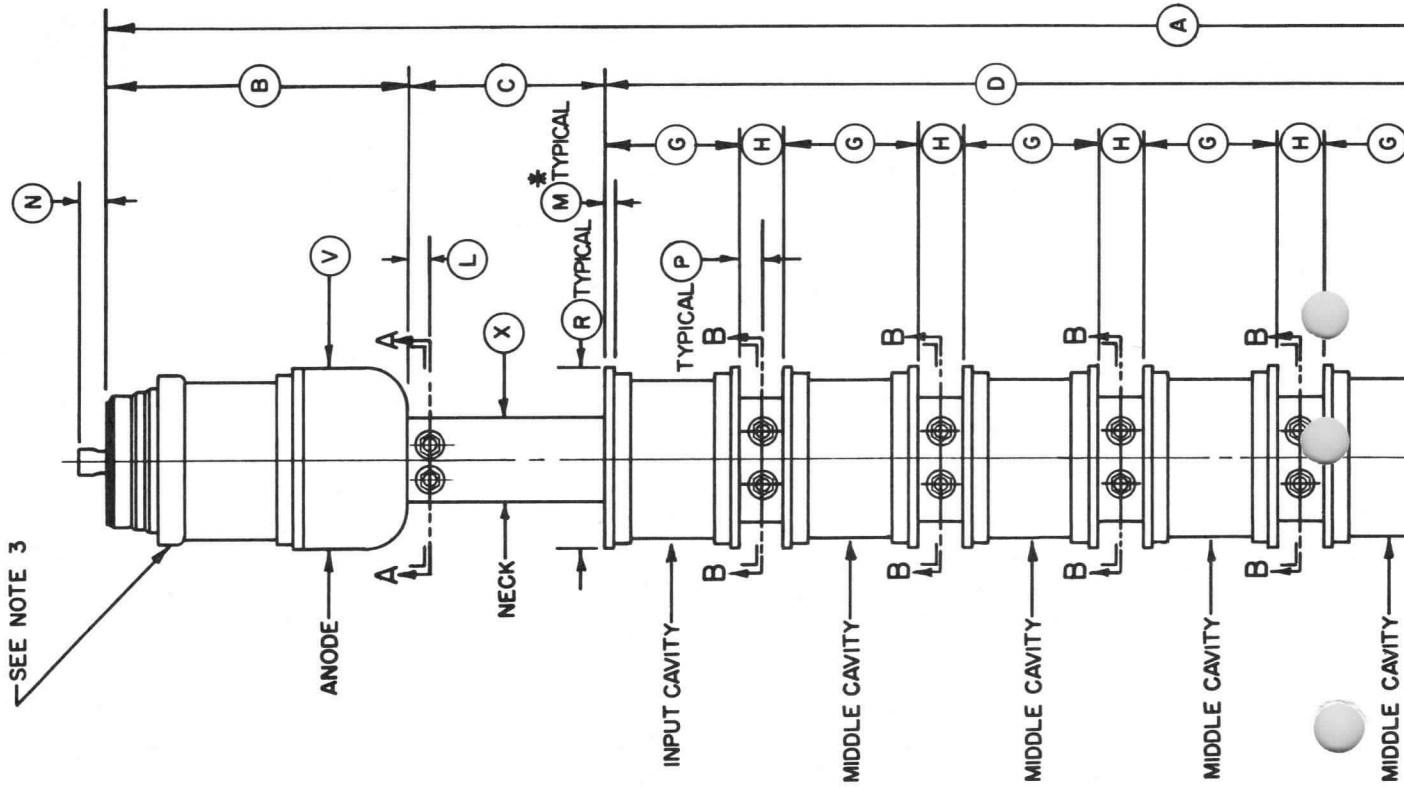 SEE NOTE 3
N
A
B
C
D
V
L
X
ANODE
NECK
A
A
M * TYPICAL
R TYPICAL
P TYPICAL
G
H
G
H
G
H
G
H
G
B
B
B
B
B
B
B
B
INPUT CAVITY
MIDDLE CAVITY
MIDDLE CAVITY
MIDDLE CAVITY
MIDDLE CAVITY